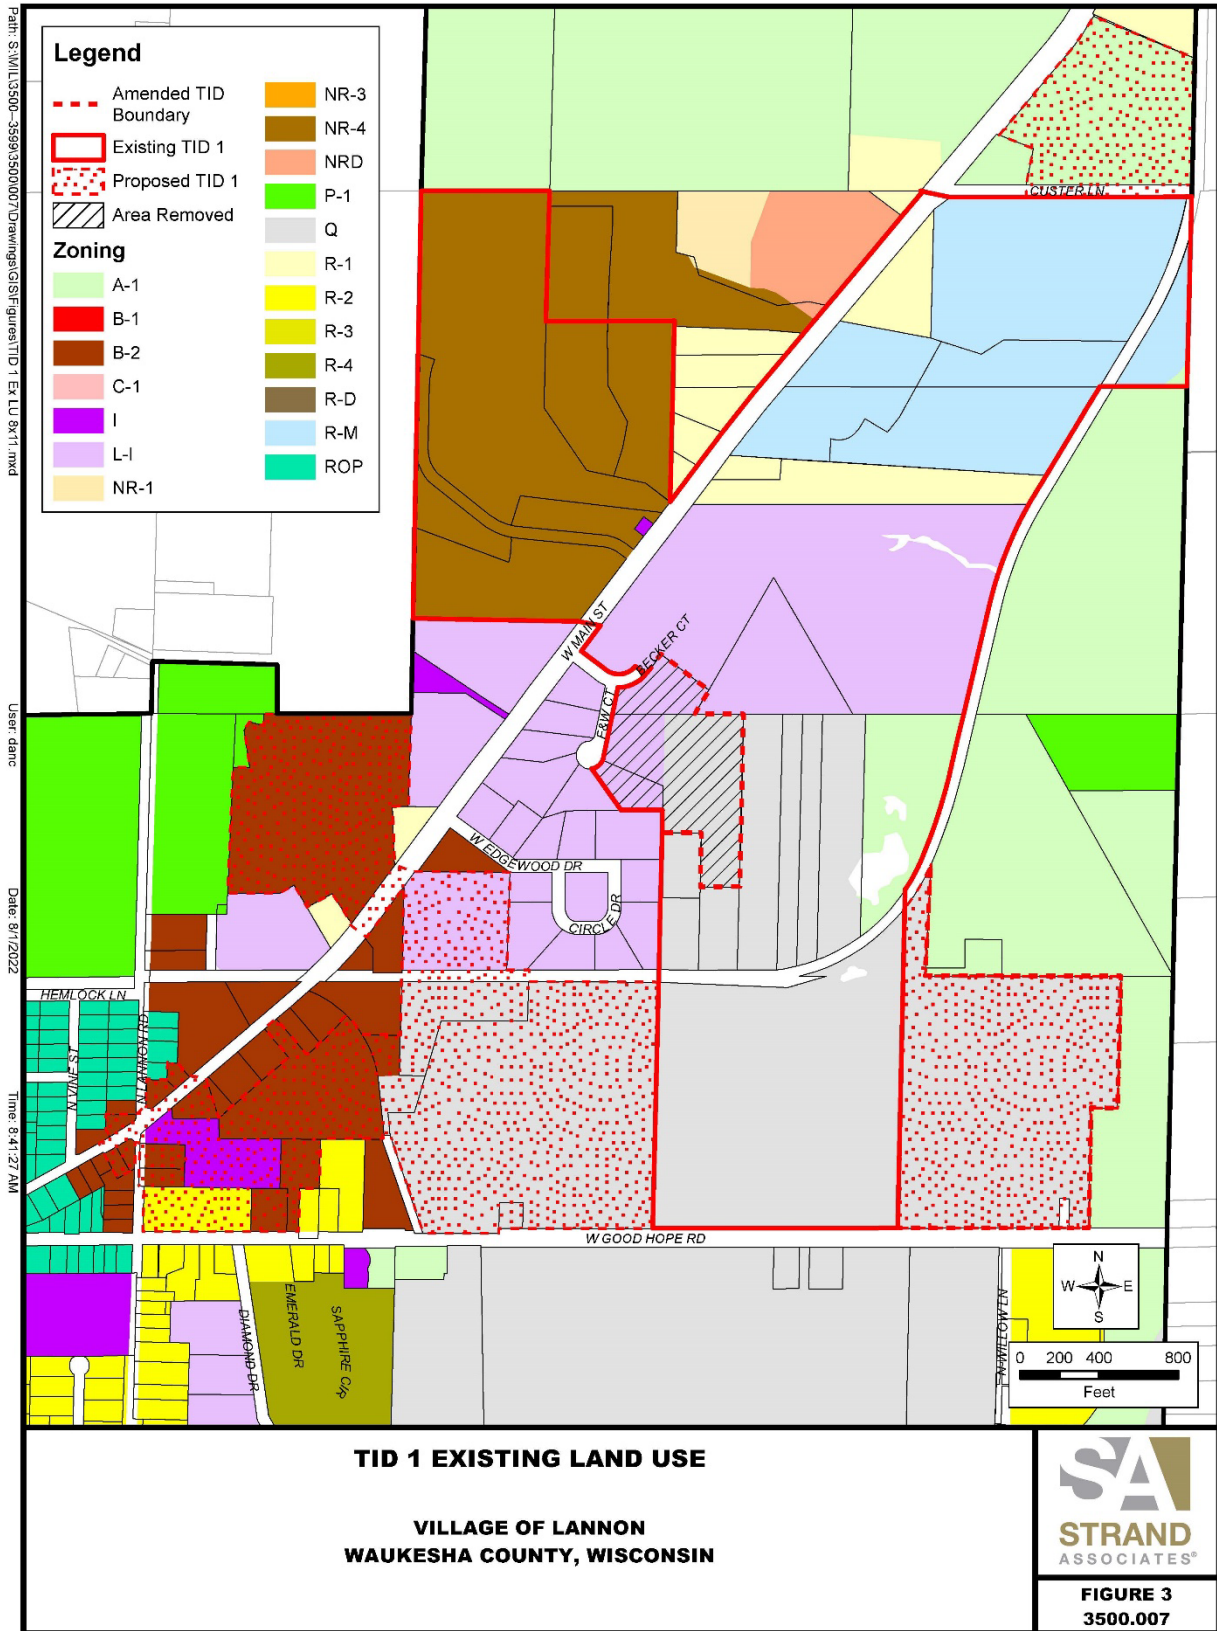 Path: S:\MIL\3500--3599\3500\007\Drawings\GIS\Figures\TID 1 Ex LU 8x11.mxd
User: danc
Date: 8/1/2022
Time: 8:41:27 AM
Legend
Amended TID
Boundary
Existing TID 1
Proposed TID 1
Area Removed
Zoning
A-1
B-1
B-2
C-1
I
L-I
NR-1
NR-3
NR-4
NRD
P-1
Q
R-1
R-2
R-3
R-4
R-D
R-M
ROP
CUSTER LN
W MAIN ST
BECKER CT
F&W CT
W EDGEWOOD DR
CIRCLE DR
HEMLOCK LN
N VINE ST
N LANNON RD
W GOOD HOPE RD
DIAMOND DR
EMERALD DR
SAPPHIRE CIR
N WILLOW LN
N
W E
S
0 200 400 800
Feet
TID 1 EXISTING LAND USE
VILLAGE OF LANNON
WAUKESHA COUNTY, WISCONSIN
SA
STRAND
ASSOCIATES®
FIGURE 3
3500.007